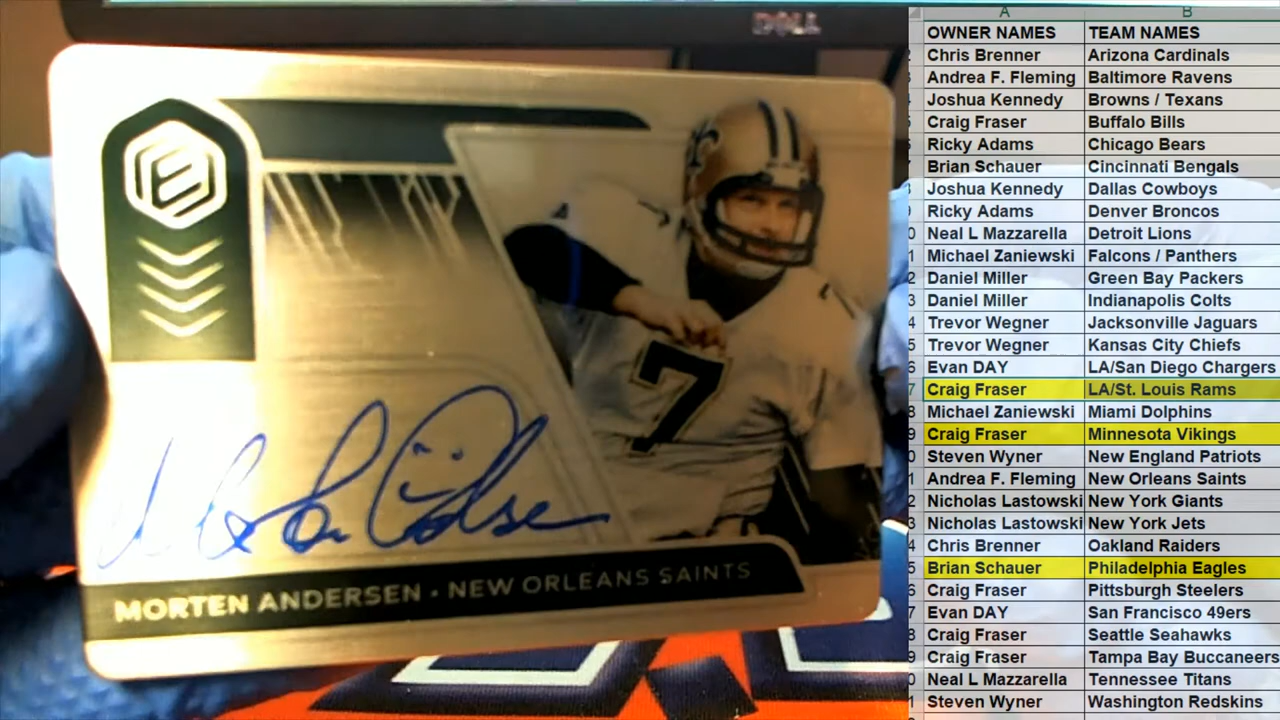 DELL
MORTEN ANDERSEN • NEW ORLEANS SAINTS
7
A B
OWNER NAMES TEAM NAMES
Chris Brenner Arizona Cardinals
Andrea F. Fleming Baltimore Ravens
Joshua Kennedy Browns / Texans
Craig Fraser Buffalo Bills
Ricky Adams Chicago Bears
Brian Schauer Cincinnati Bengals
Joshua Kennedy Dallas Cowboys
Ricky Adams Denver Broncos
Neal L Mazzarella Detroit Lions
Michael Zaniewski Falcons / Panthers
Daniel Miller Green Bay Packers
Daniel Miller Indianapolis Colts
Trevor Wegner Jacksonville Jaguars
Trevor Wegner Kansas City Chiefs
Evan DAY LA/San Diego Chargers
Craig Fraser LA/St. Louis Rams
Michael Zaniewski Miami Dolphins
Craig Fraser Minnesota Vikings
Steven Wyner New England Patriots
Andrea F. Fleming New Orleans Saints
Nicholas Lastowski New York Giants
Nicholas Lastowski New York Jets
Chris Brenner Oakland Raiders
Brian Schauer Philadelphia Eagles
Craig Fraser Pittsburgh Steelers
Evan DAY San Francisco 49ers
Craig Fraser Seattle Seahawks
Craig Fraser Tampa Bay Buccaneers
Neal L Mazzarella Tennessee Titans
Steven Wyner Washington Redskins